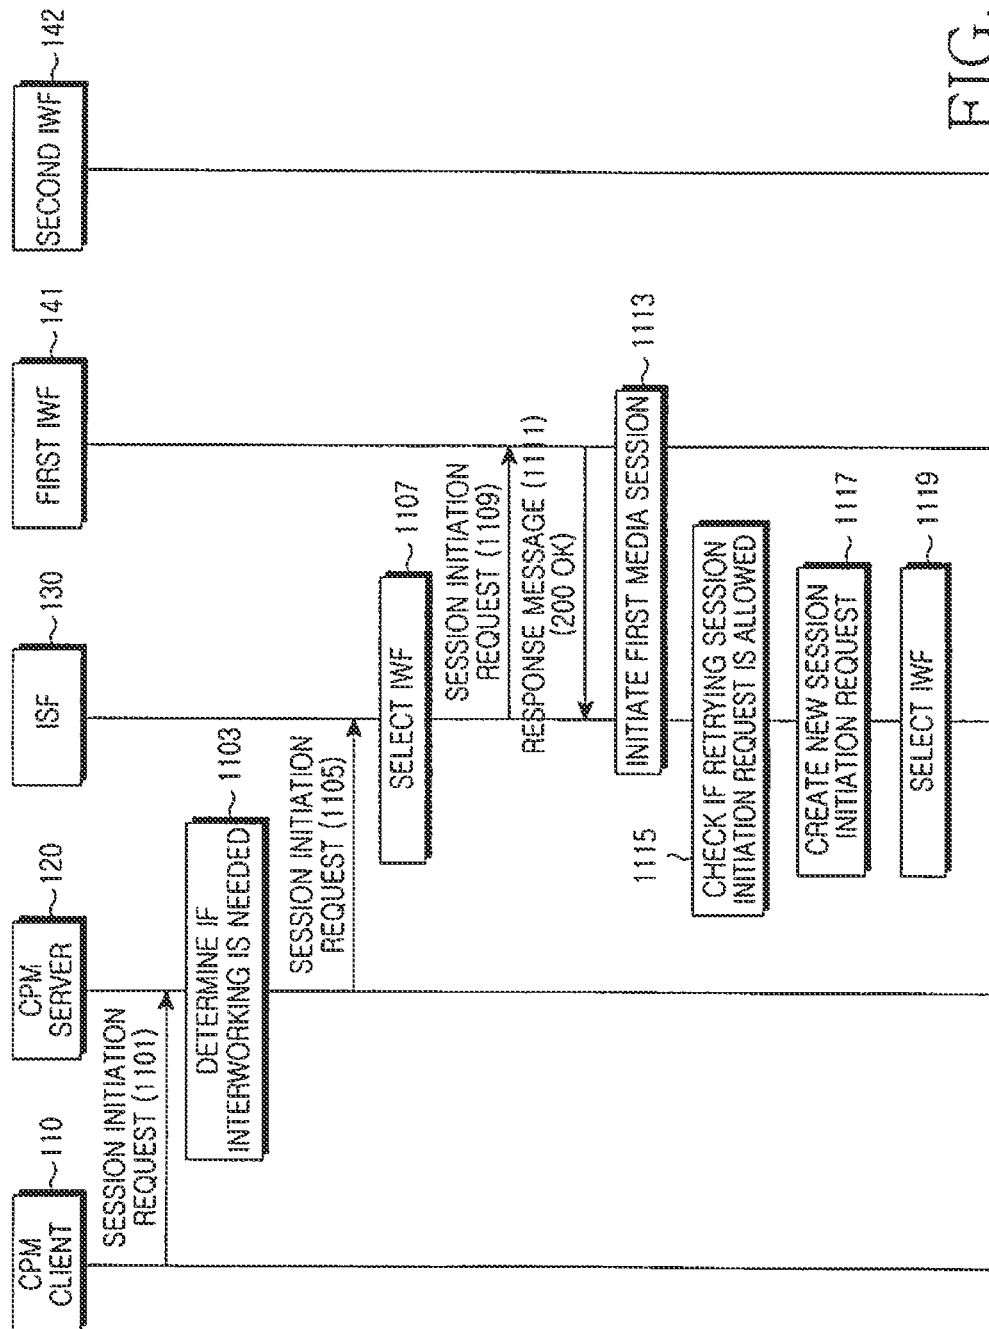 CPM
CLIENT
110
CPM
SERVER
120
ISF
130
FIRST IWF
141
SECOND IWF
142
SESSION INITIATION
REQUEST (1101)
DETERMINE IF
INTERWORKING IS NEEDED
1103
SESSION INITIATION
REQUEST (1105)
SELECT IWF
1107
SESSION INITIATION
REQUEST (1109)
RESPONSE MESSAGE (1111)
(200 OK)
INITIATE FIRST MEDIA SESSION
1113
1115
CHECK IF RETRYING SESSION
INITIATION REQUEST IS ALLOWED
CREATE NEW SESSION
INITIATION REQUEST
1117
SELECT IWF
1119
FIG.